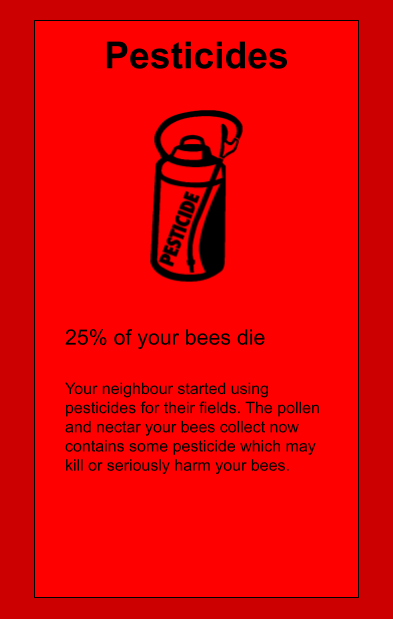 Pesticides
PESTICIDE
25% of your bees die
Your neighbour started using
pesticides for their fields. The pollen
and nectar your bees collect now
contains some pesticide which may
kill or seriously harm your bees.